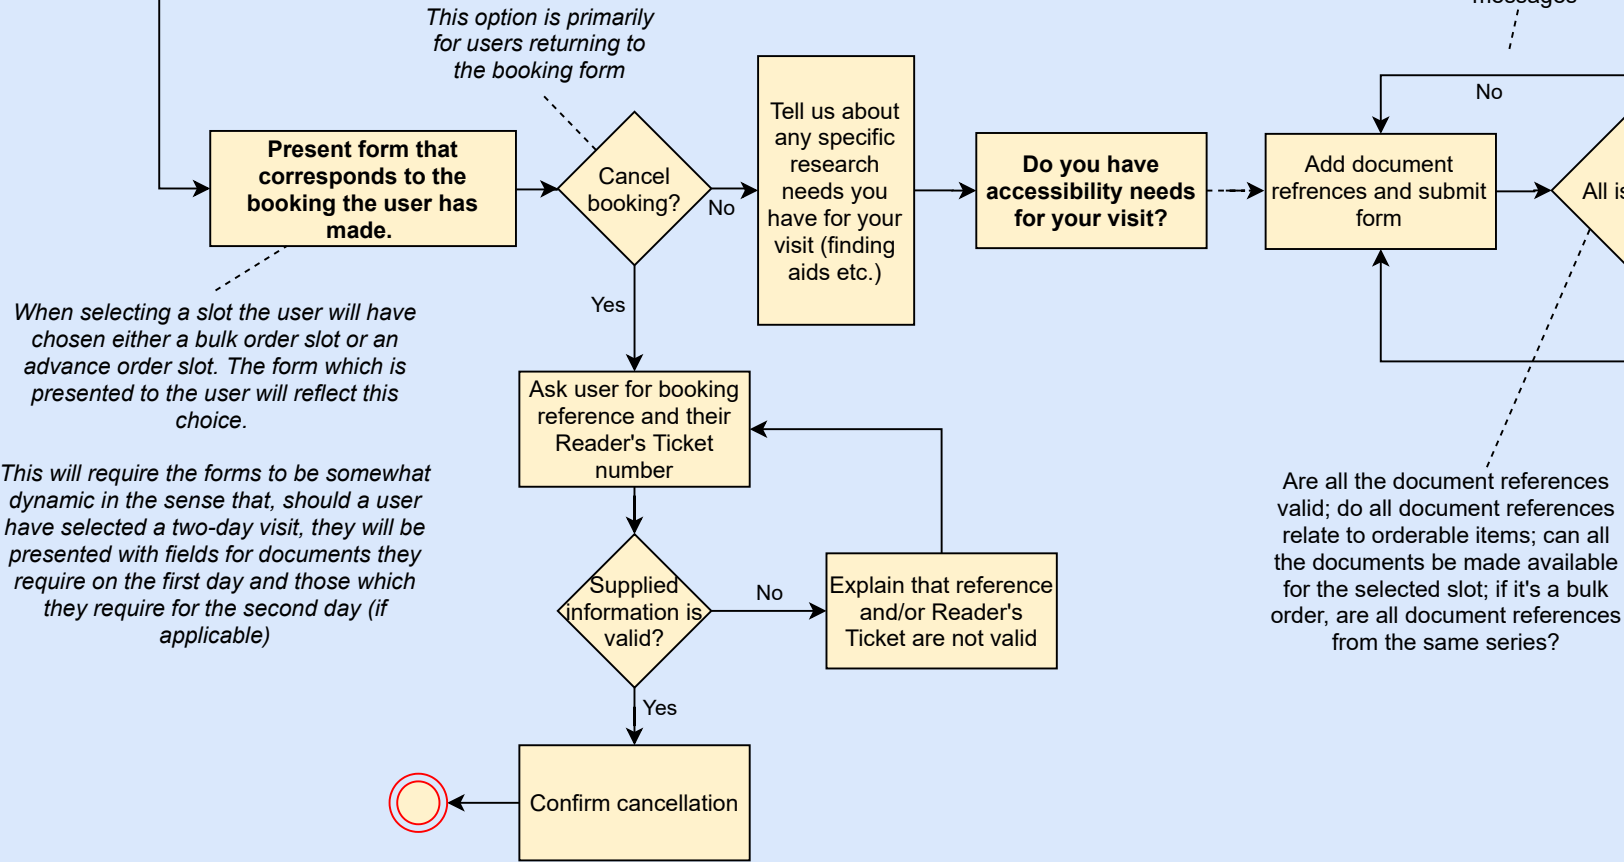 This option is primarily
for users returning to
the booking form
No
Present form that
corresponds to the
booking the user has
made.
Cancel
booking?
No
Tell us about
any specific
research
needs you
have for your
visit (finding
aids etc.)
Do you have
accessibility needs
for your visit?
Add document
refrences and submit
form
All
Yes
When selecting a slot the user will have
chosen either a bulk order slot or an
advance order slot. The form which is
presented to the user will reflect this
choice.
This will require the forms to be somewhat
dynamic in the sense that, should a user
have selected a two-day visit, they will be
presented with fields for documents they
require on the first day and those which
they require for the second day (if
applicable)
Ask user for booking
reference and their
Reader's Ticket
number
Supplied
information is
valid?
No
Explain that reference
and/or Reader's
Ticket are not valid
Are all the document references
valid; do all document references
relate to orderable items; can all
the documents be made available
for the selected slot; if it's a bulk
order, are all document references
from the same series?
Yes
Confirm cancellation